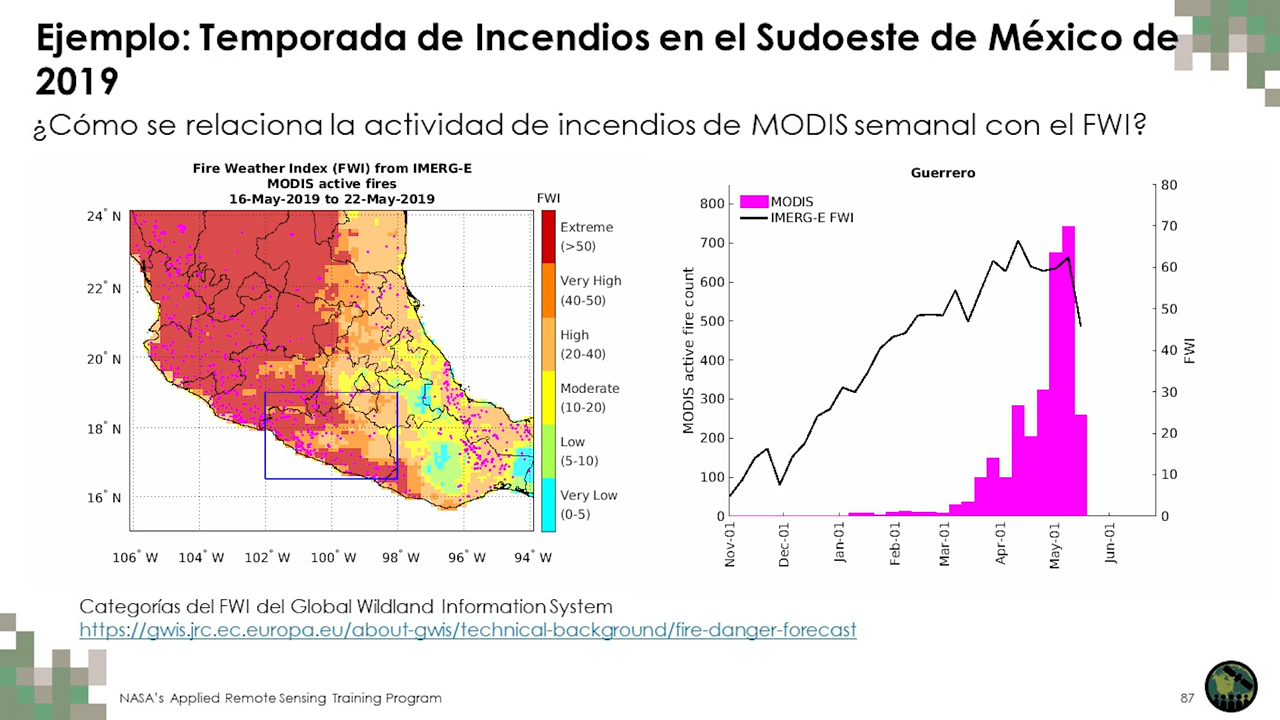 Ejemplo: Temporada de Incendios en el Sudoeste de México de
2019
¿Cómo se relaciona la actividad de incendios de MODIS semanal con el FWI?
Fire Weather Index (FWI) from IMERG-E
MODIS active fires
16-May-2019 to 22-May-2019
FWI
24° N
22° N
20° N
18° N
16° N
106° W 104° W 102° W 100° W 98° W 96° W 94° W
Extreme
(>50)
Very High
(40-50)
High
(20-40)
Moderate
(10-20)
Low
(5-10)
Very Low
(0-5)
Guerrero
MODIS
IMERG-E FWI
MODIS active fire count
800
700
600
500
400
300
200
100
0
80
70
60
50
40
30
20
10
0
FWI
Nov-01 Dec-01 Jan-01 Feb-01 Mar-01 Apr-01 May-01 Jun-01
Categorías del FWI del Global Wildland Information System
https://gwis.jrc.ec.europa.eu/about-gwis/technical-background/fire-danger-forecast
NASA's Applied Remote Sensing Training Program
87